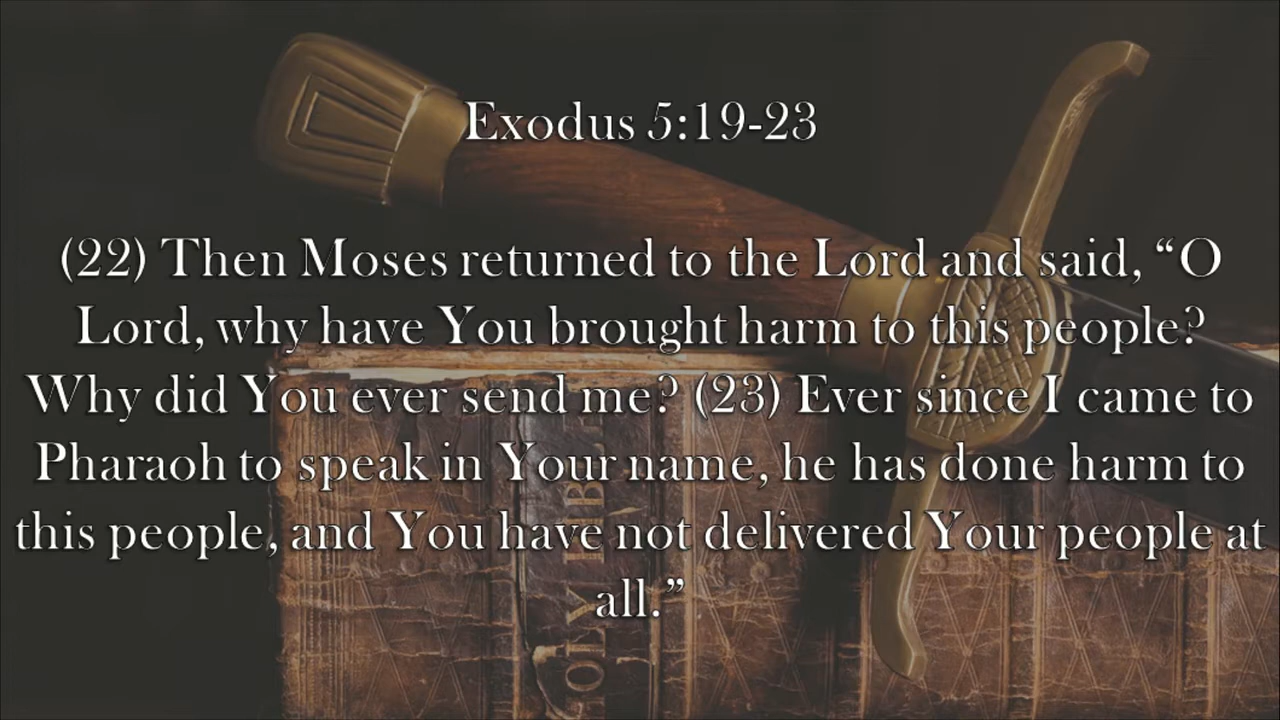 Exodus 5:19-23
(22) Then Moses returned to the Lord and said, “O
Lord, why have You brought harm to this people?
Why did You ever send me? (23) Ever since I came to
Pharaoh to speak in Your name, he has done harm to
this people, and You have not delivered Your people at
all.”
HOLY BIBLE